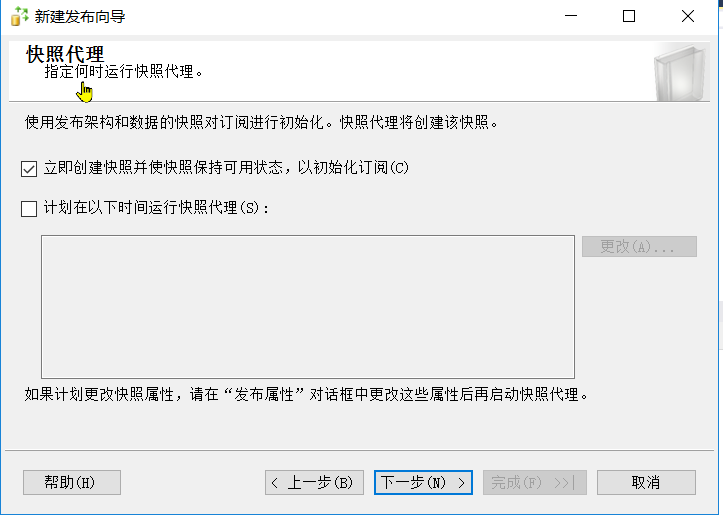 新建发布向导
快照代理
指定何时运行快照代理。
使用发布架构和数据的快照对订阅进行初始化。快照代理将创建该快照。
立即创建快照并使快照保持可用状态，以初始化订阅(C)
计划在以下时间运行快照代理(S)：
更改(A)...
如果计划更改快照属性，请在“发布属性”对话框中更改这些属性后再启动快照代理。
帮助(H)
< 上一步(B)
下一步(N) >
完成(F) >>|
取消